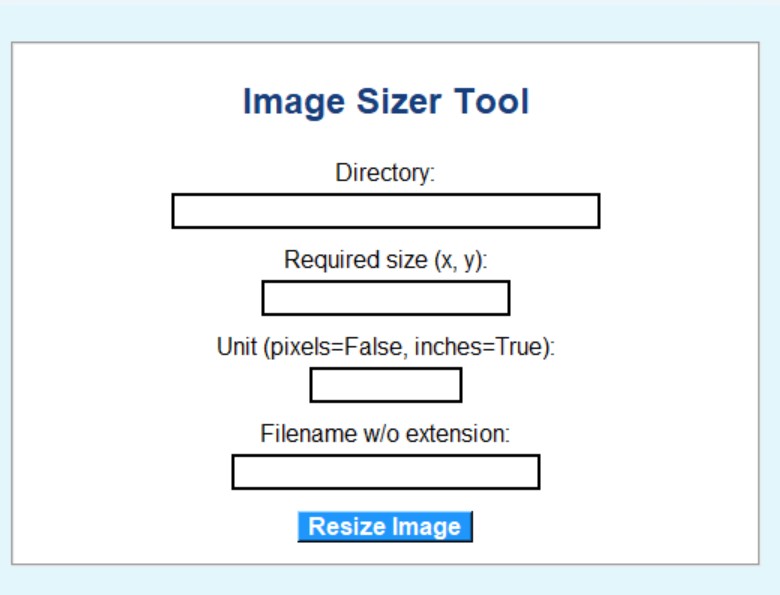 Image Sizer Tool
Directory:
Required size (x, y):
Unit (pixels=False, inches=True):
Filename w/o extension:
Resize Image